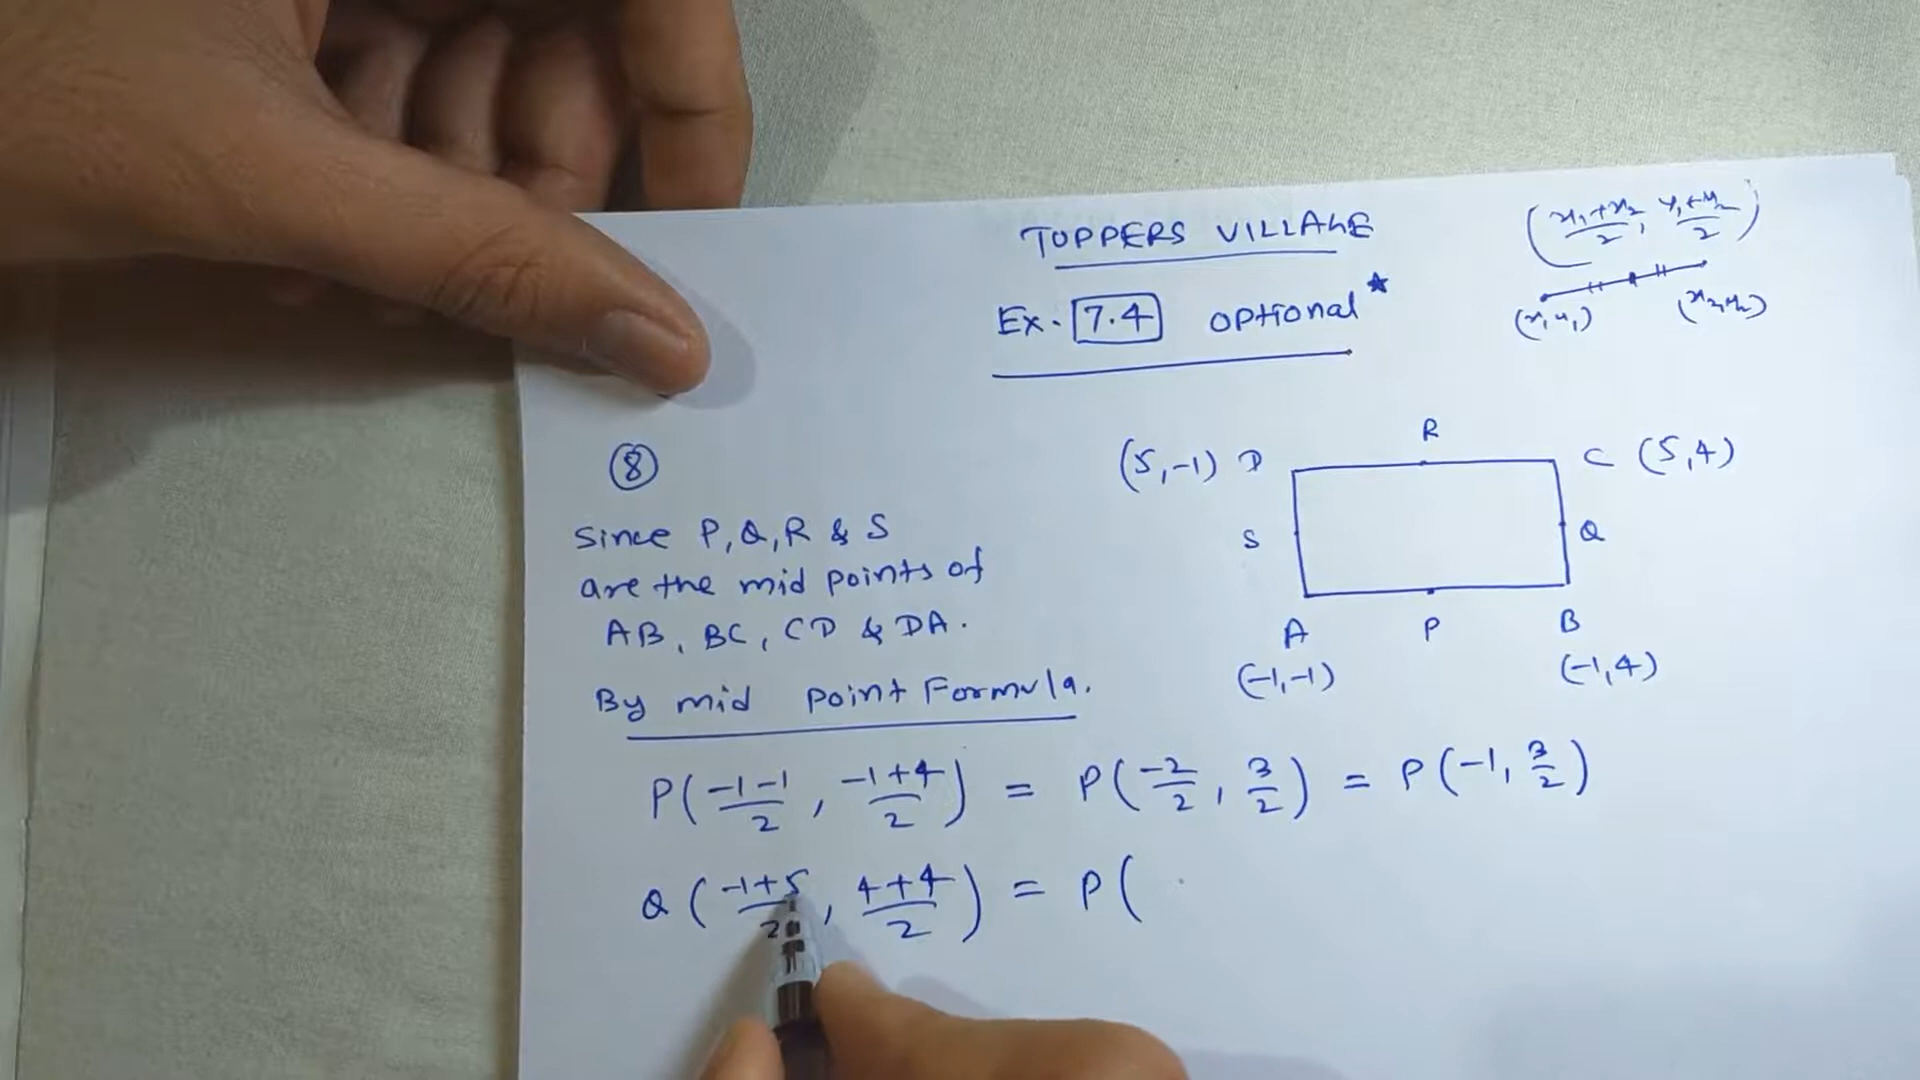 TOPPERS VILLAGE
(x₁+x₂/2, y₁+y₂/2)
Ex. 7.4 optional*
(x₁,y₁)
(x₂,y₂)
R
(5,-1) D
C (5,4)
⑧
Since P, Q, R & S
S
Q
are the mid points of
AB, BC, CD & DA.
A
P
B
(-1,-1)
(-1,4)
By mid point Formula.
P(-1-1/2, -1+4/2) = P(-2/2, 3/2) = P(-1, 3/2)
Q(-1+5/2, 4+4/2) = P(